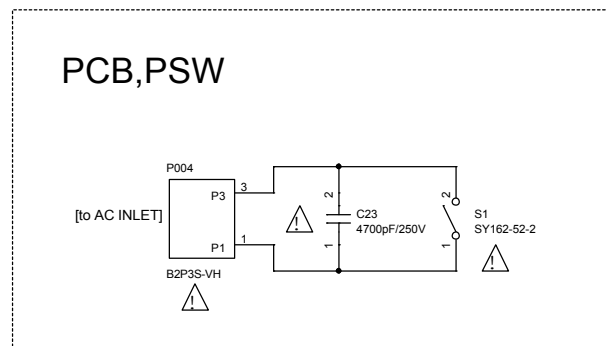 PCB,PSW
P004
P3
3
[to AC INLET]
P1
1
B2P3S-VH
!
!
2
C23
4700pF/250V
1
2
S1
SY162-52-2
1
!